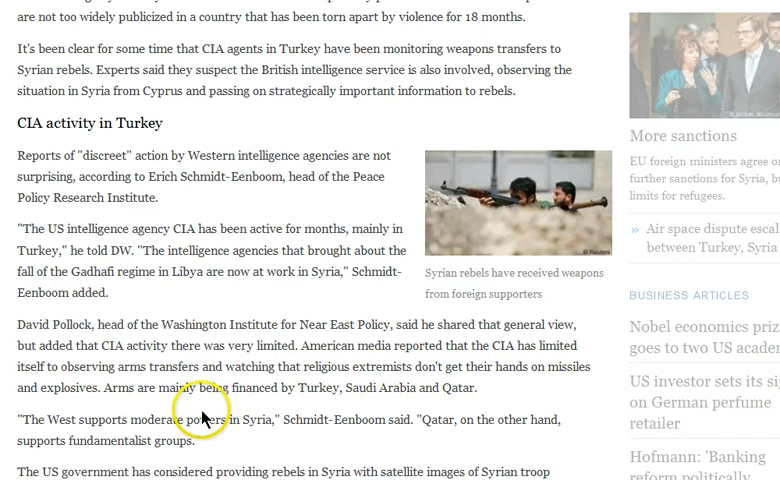 are not too widely publicized in a country that has been torn apart by violence for 18 months.
It's been clear for some time that CIA agents in Turkey have been monitoring weapons transfers to
Syrian rebels. Experts said they suspect the British intelligence service is also involved, observing the
situation in Syria from Cyprus and passing on strategically important information to rebels.
CIA activity in Turkey
Reports of "discreet" action by Western intelligence agencies are not
surprising, according to Erich Schmidt-Eenboom, head of the Peace
Policy Research Institute.
"The US intelligence agency CIA has been active for months, mainly in
Turkey," he told DW. "The intelligence agencies that brought about the
fall of the Gadhafi regime in Libya are now at work in Syria," Schmidt-
Eenboom added.
© Reuters
Syrian rebels have received weapons
from foreign supporters
David Pollock, head of the Washington Institute for Near East Policy, said he shared that general view,
but added that CIA activity there was very limited. American media reported that the CIA has limited
itself to observing arms transfers and watching that religious extremists don't get their hands on missiles
and explosives. Arms are mainly being financed by Turkey, Saudi Arabia and Qatar.
"The West supports moderate powers in Syria," Schmidt-Eenboom said. "Qatar, on the other hand,
supports fundamentalist groups.
The US government has considered providing rebels in Syria with satellite images of Syrian troop
More sanctions
EU foreign ministers agree o
further sanctions for Syria, bu
limits for refugees.
» Air space dispute escal
between Turkey, Syria
BUSINESS ARTICLES
Nobel economics priz
goes to two US acade
US investor sets its si
on German perfume
retailer
Hofmann: 'Banking
reform politically